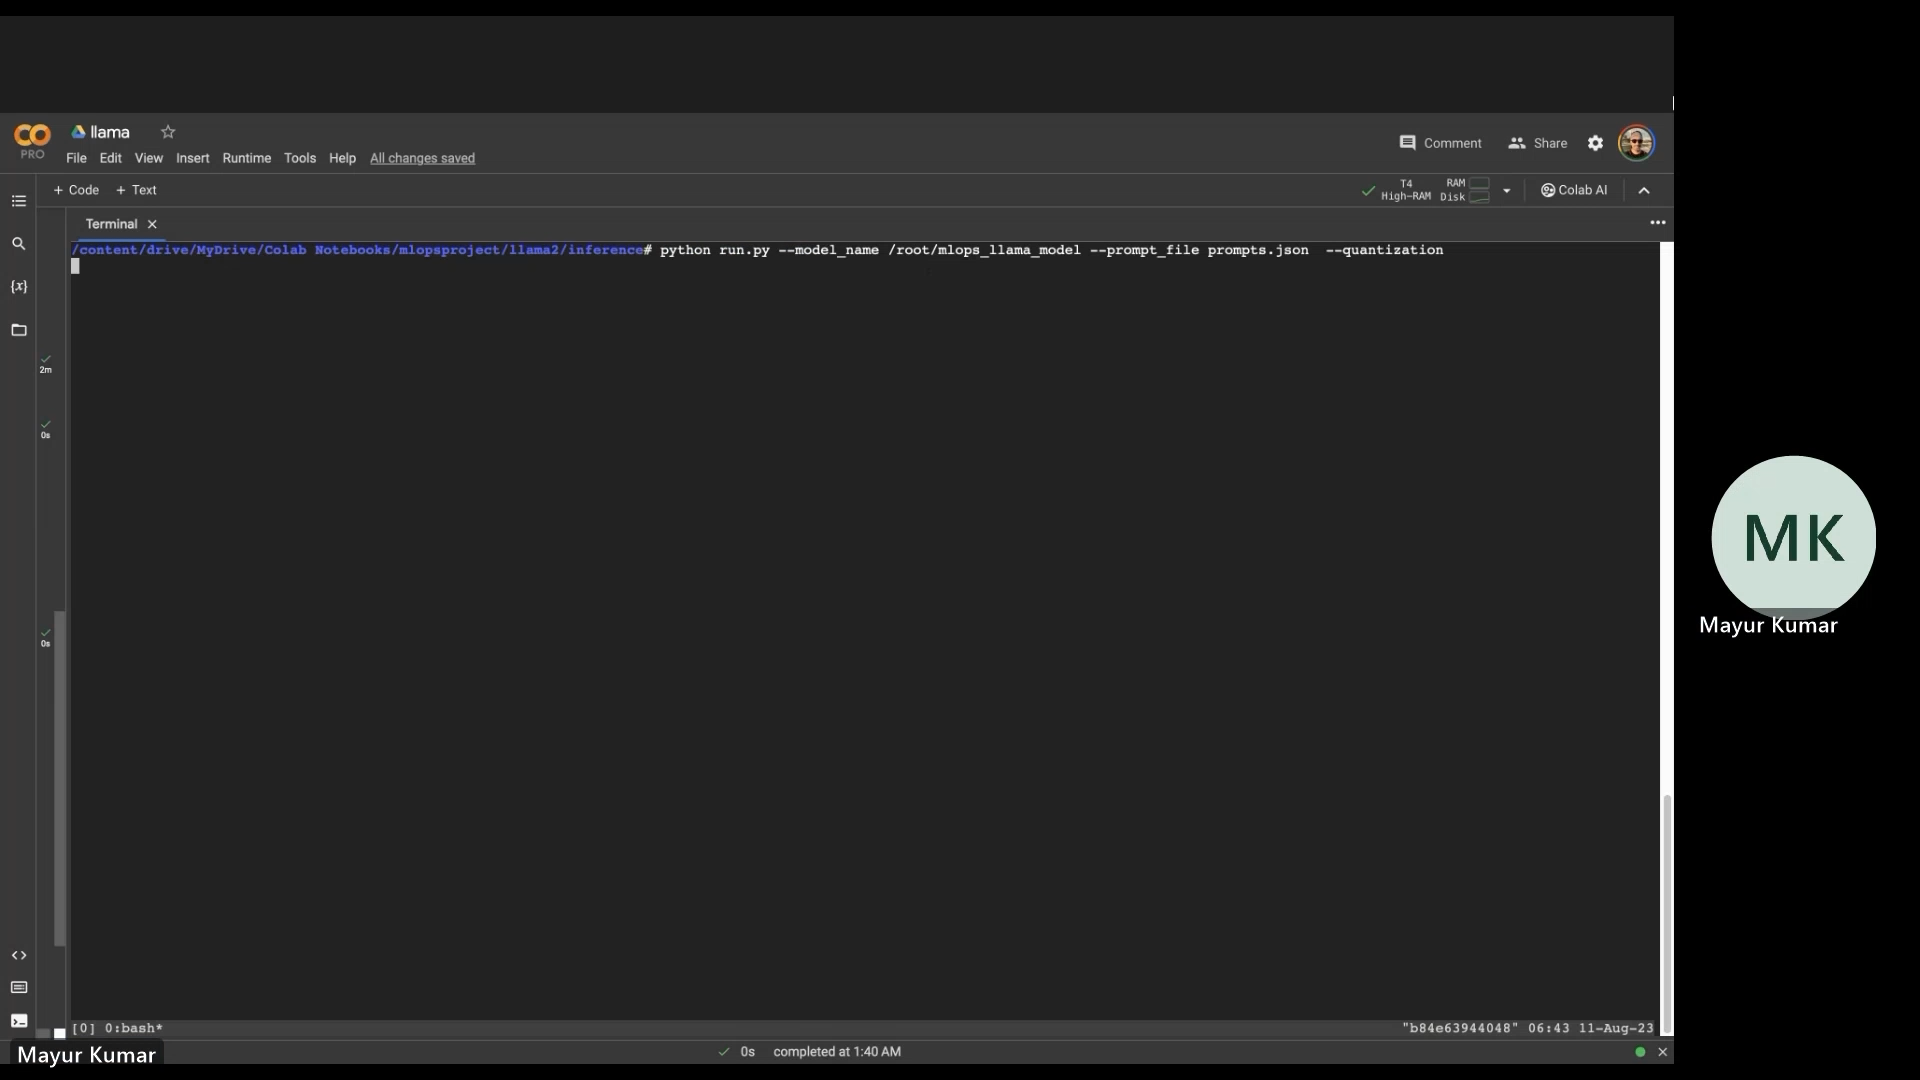 llama
PRO
File Edit View Insert Runtime Tools Help All changes saved
Comment Share
+ Code + Text
T4 High-RAM RAM Disk Colab AI
Terminal
/content/drive/MyDrive/Colab Notebooks/mlopsproject/llama2/inference# python run.py --model_name /root/mlops_llama_model --prompt_file prompts.json  --quantization
{x}
2m
0s
0s
MK
Mayur Kumar
[0] 0:bash* "b84e63944048" 06:43 11-Aug-23
0s completed at 1:40 AM
Mayur Kumar